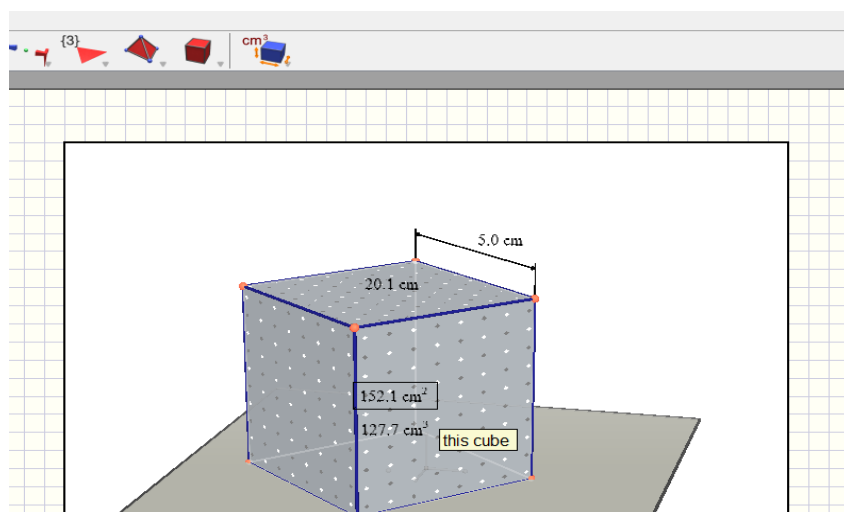 {3}
cm³
5.0 cm
20.1 cm
152.1 cm²
127.7 cm³
this cube